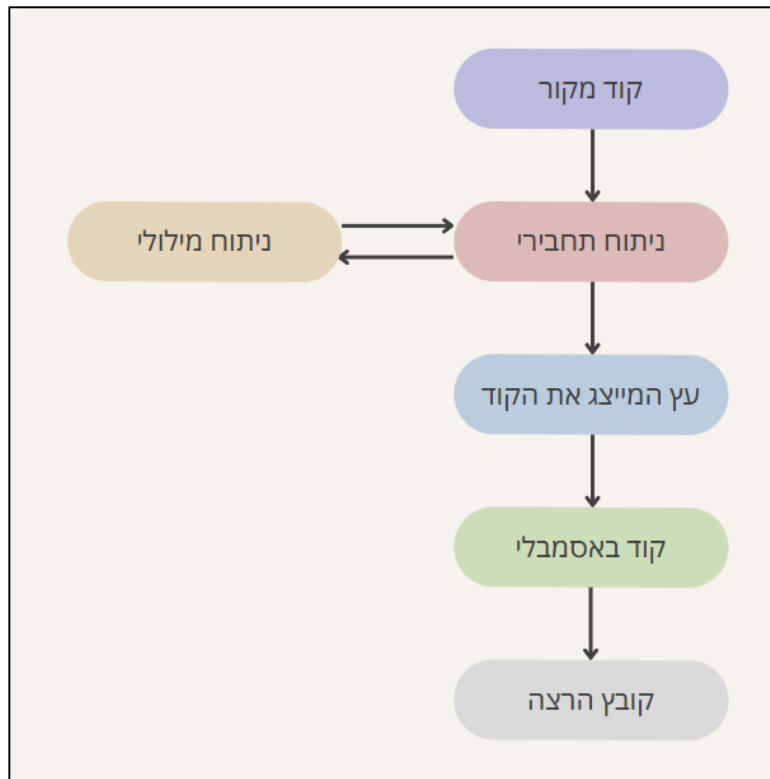 קוד מקור
ניתוח תחבירי
ניתוח מילולי
עץ המייצג את הקוד
קוד באסמבלי
קובץ הרצה